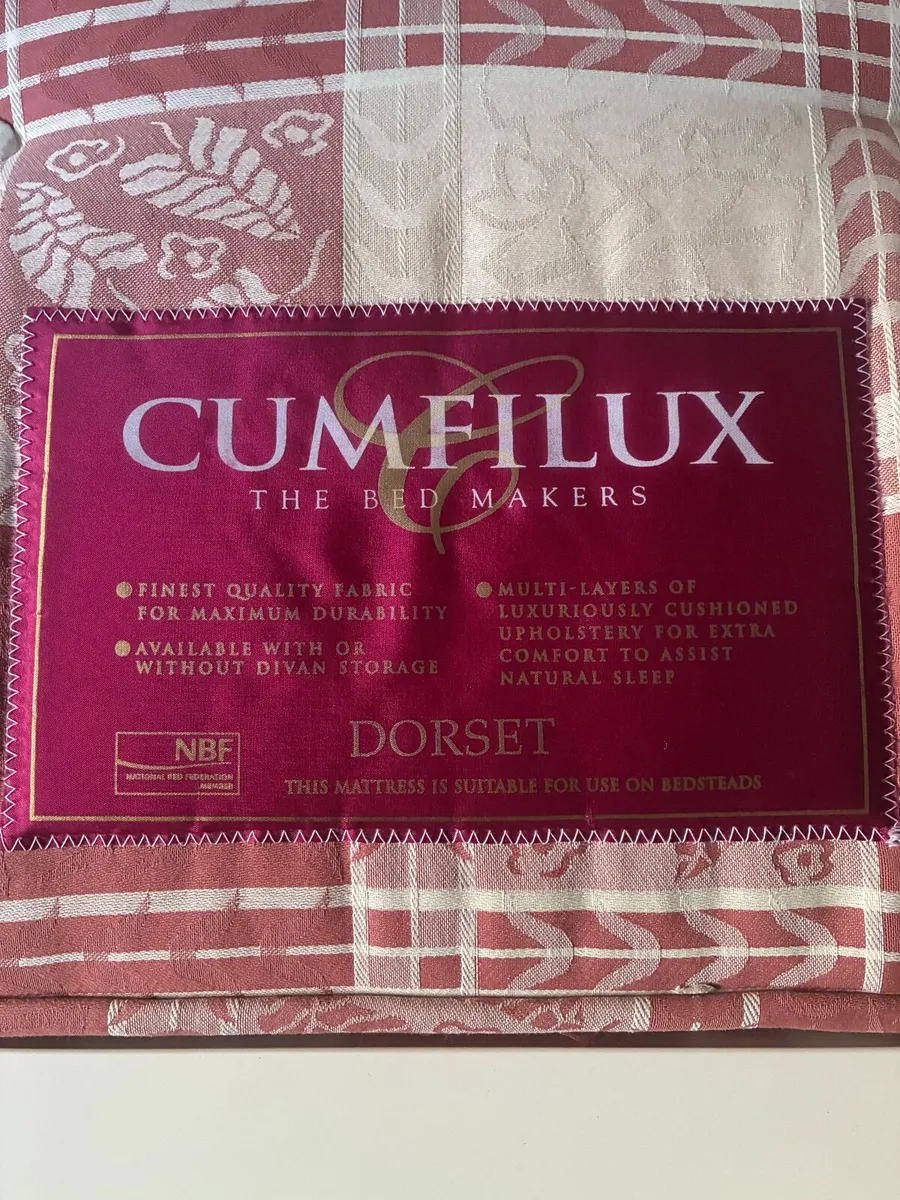 CUMFILUX
THE BED MAKERS
FINEST QUALITY FABRIC
FOR MAXIMUM DURABILITY
AVAILABLE WITH OR
WITHOUT DIVAN STORAGE
MULTI-LAYERS OF
LUXURIOUSLY CUSHIONED
UPHOLSTERY FOR EXTRA
COMFORT TO ASSIST
NATURAL SLEEP
DORSET
NBF
NATIONAL BED FEDERATION
MEMBER
THIS MATTRESS IS SUITABLE FOR USE ON BEDSTEADS